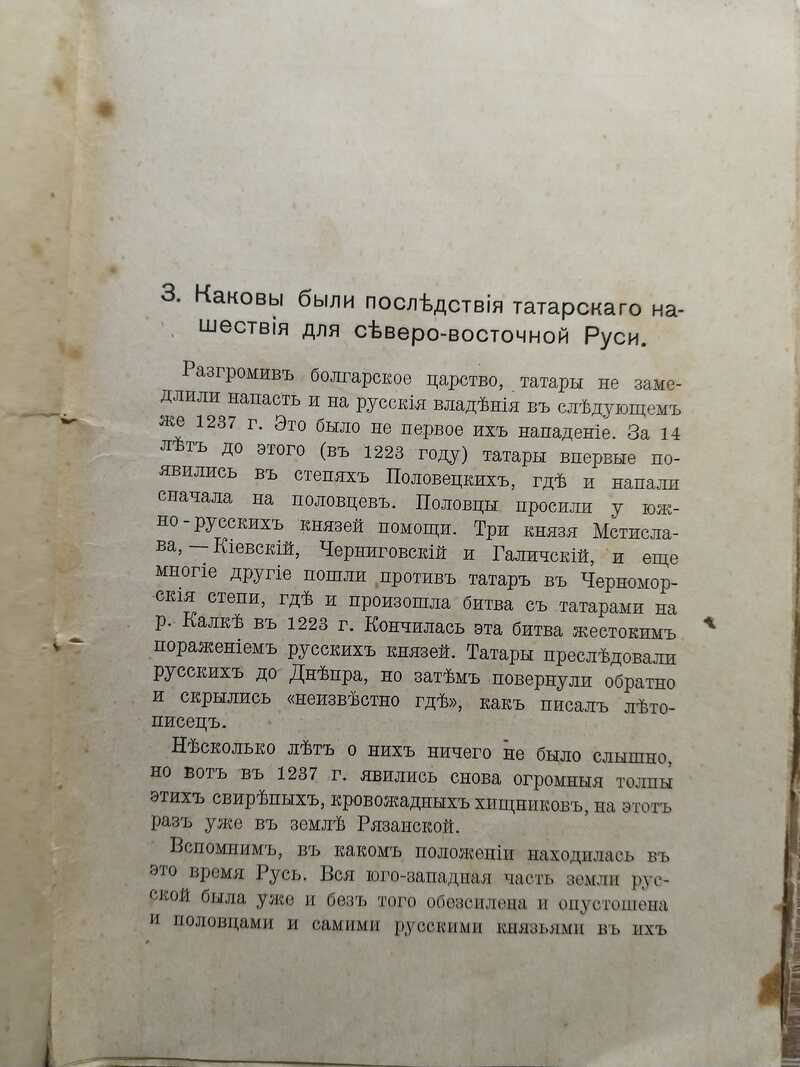 3. Каковы были послѣдствія татарскаго на-
шествія для сѣверо-восточной Руси.
Разгромивъ болгарское царство, татары не заме-
длили напасть и на русскія владѣнія въ слѣдующемъ
же 1237 г. Это было не первое ихъ нападеніе. За 14
лѣтъ до этого (въ 1223 году) татары впервые по-
явились въ степяхъ Половецкихъ, гдѣ и напали
сначала на половцевъ. Половцы просили у юж-
но-русскихъ князей помощи. Три князя Мстисла-
ва, — Кіевскій, Черниговскій и Галичскій, и еще
многіе другіе пошли противъ татаръ въ Черномор-
скія степи, гдѣ и произошла битва съ татарами на
р. Калкѣ въ 1223 г. Кончилась эта битва жестокимъ
пораженіемъ русскихъ князей. Татары преслѣдовали
русскихъ до Днѣпра, но затѣмъ повернули обратно
и скрылись «неизвѣстно гдѣ», какъ писалъ лѣто-
писецъ.
Нѣсколько лѣтъ о нихъ ничего не было слышно,
но вотъ въ 1237 г. явились снова огромныя толпы
этихъ свирѣпыхъ, кровожадныхъ хищниковъ, на этотъ
разъ уже въ землѣ Рязанской.
Вспомнимъ, въ какомъ положеніи находилась въ
это время Русь. Вся юго-западная часть земли рус-
ской была уже и безъ того обезсилена и опустошена
и половцами и самими русскими князьями въ ихъ